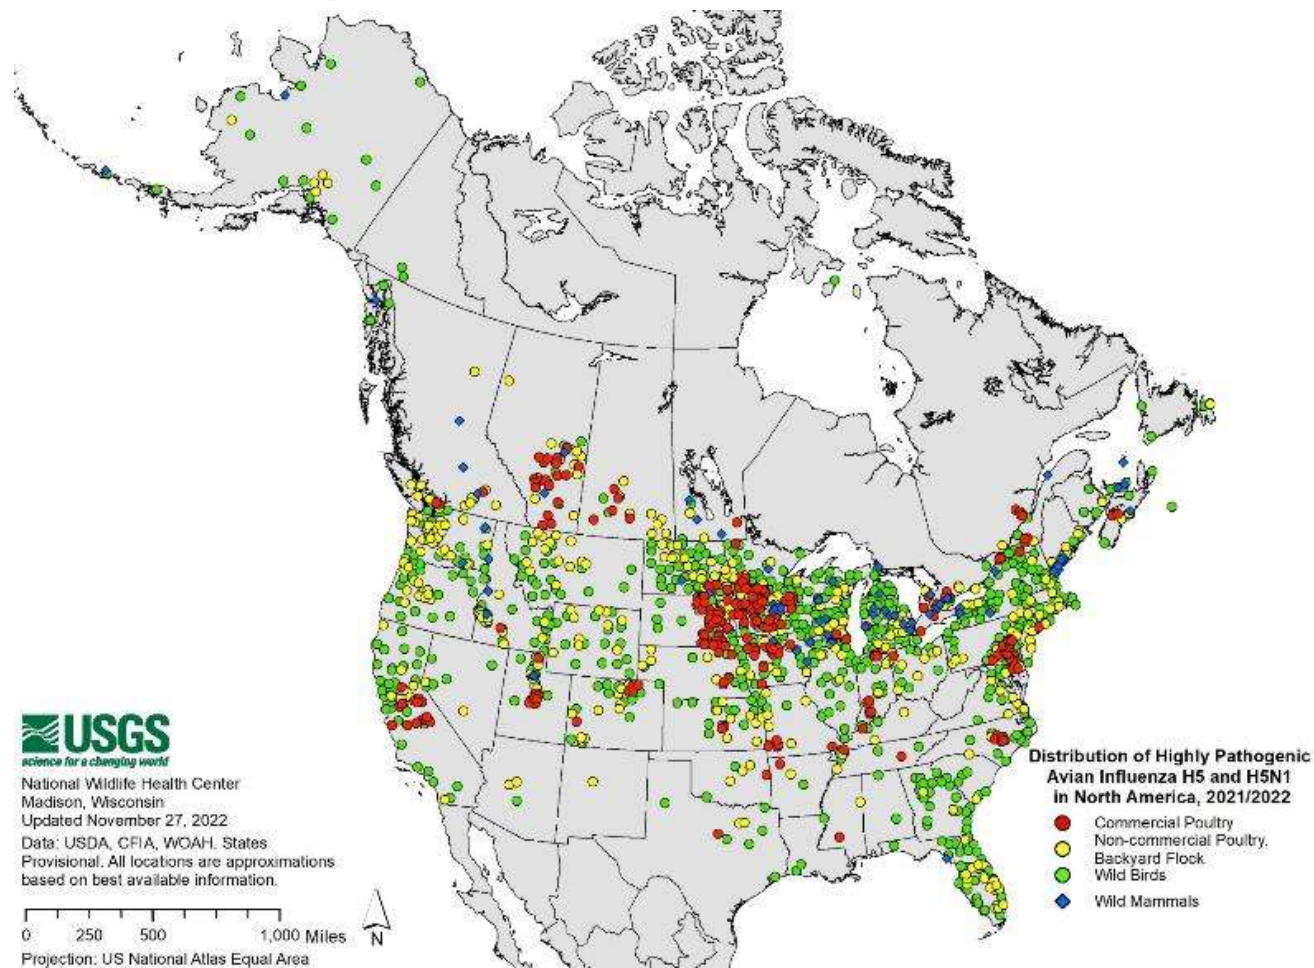 USGS
science for a changing world
National Wildlife Health Center
Madison, Wisconsin
Updated November 27, 2022
Data: USDA, CFIA, WOAH. States
Provisional. All locations are approximations
based on best available information.
0 250 500 1,000 Miles
N
Projection: US National Atlas Equal Area
Distribution of Highly Pathogenic
Avian Influenza H5 and H5N1
in North America, 2021/2022
Commercial Poultry
Non-commercial Poultry.
Backyard Flock
Wild Birds
Wild Mammals